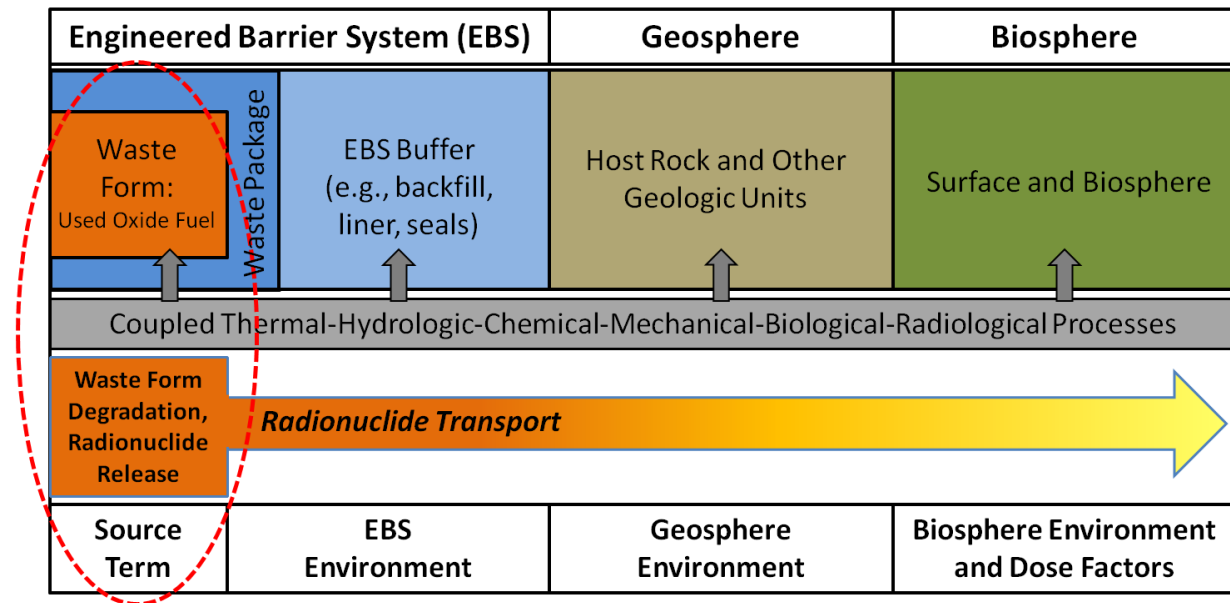 Engineered Barrier System (EBS)
Geosphere
Biosphere
Waste
Form:
Used Oxide Fuel
Waste Package
EBS Buffer
(e.g., backfill,
liner, seals)
Host Rock and Other
Geologic Units
Surface and Biosphere
Coupled Thermal-Hydrologic-Chemical-Mechanical-Biological-Radiological Processes
Waste Form
Degradation,
Radionuclide
Release
Radionuclide Transport
Source
Term
EBS
Environment
Geosphere
Environment
Biosphere Environment
and Dose Factors